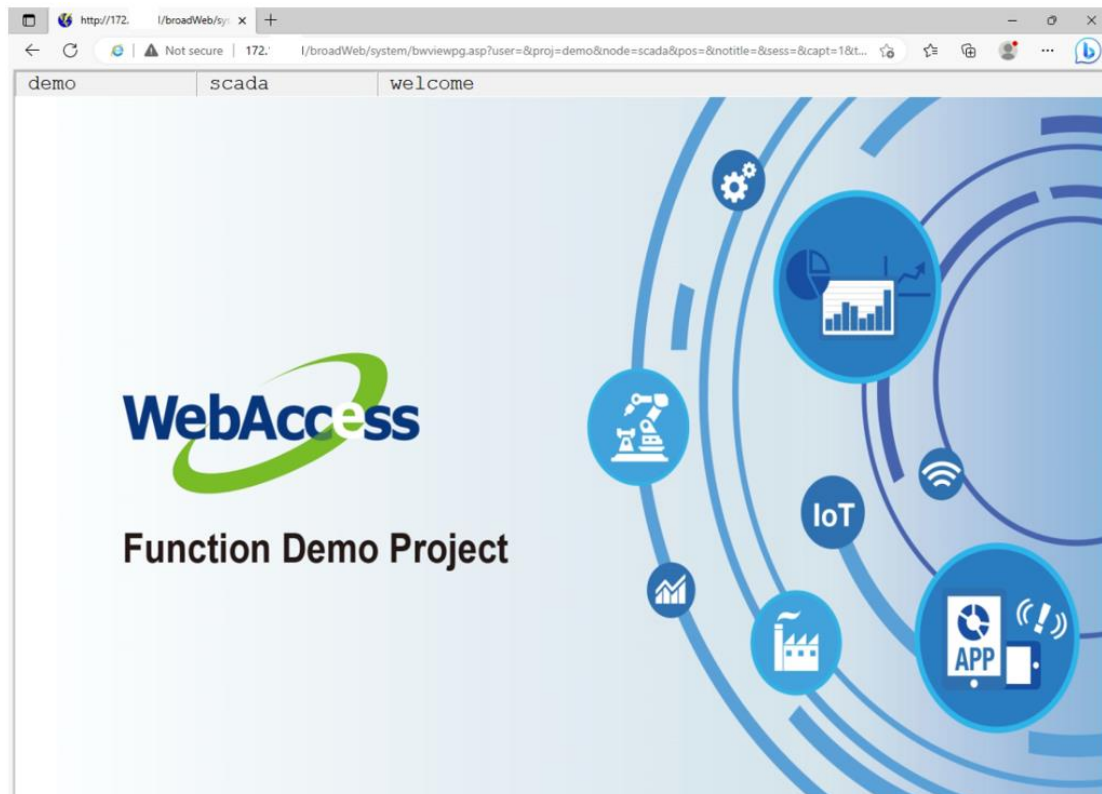 http://172. l/broadWeb/sy
Not secure 172. l/broadWeb/system/bwviewpg.asp?user=&proj=demo&node=scada&pos=&notitle=&sess=&capt=1&t...
demo scada welcome
WebAccess
Function Demo Project
IoT
APP